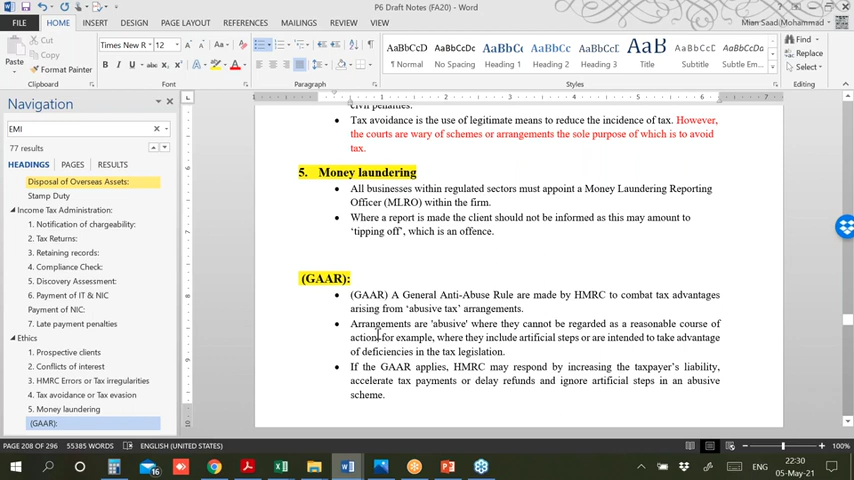 P6 Draft Notes (FA20) - Word
FILE HOME INSERT DESIGN PAGE LAYOUT REFERENCES MAILINGS REVIEW VIEW
Mian Saad Mohammad
Paste
Cut
Copy
Format Painter
Clipboard
Times New R 12
Font
Paragraph
AaBbCcD AaBbCcDc AaBbC AaBbCc AaBbCcI AaB AaBbCcD AaBbCcDc
¶ Normal No Spacing Heading 1 Heading 2 Heading 3 Title Subtitle Subtle Em...
Styles
Find
Replace
Select
Editing
Navigation
EMI
77 results
HEADINGS PAGES RESULTS
Disposal of Overseas Assets:
Stamp Duty
Income Tax Administration:
1. Notification of chargeability:
2. Tax Returns:
3. Retaining records:
4. Compliance Check:
5. Discovery Assessment:
6. Payment of IT & NIC
Payment of NIC:
7. Late payment penalties
Ethics
1. Prospective clients
2. Conflicts of interest
3. HMRC Errors or Tax irregularities
4. Tax avoidance or Tax evasion
5. Money laundering
(GAAR):
civil penalties.
• Tax avoidance is the use of legitimate means to reduce the incidence of tax. However,
the courts are wary of schemes or arrangements the sole purpose of which is to avoid
tax.
5. Money laundering
• All businesses within regulated sectors must appoint a Money Laundering Reporting
Officer (MLRO) within the firm.
• Where a report is made the client should not be informed as this may amount to
‘tipping off’, which is an offence.
(GAAR):
• (GAAR) A General Anti-Abuse Rule are made by HMRC to combat tax advantages
arising from ‘abusive tax’ arrangements.
• Arrangements are 'abusive' where they cannot be regarded as a reasonable course of
action for example, where they include artificial steps or are intended to take advantage
of deficiencies in the tax legislation.
• If the GAAR applies, HMRC may respond by increasing the taxpayer’s liability,
accelerate tax payments or delay refunds and ignore artificial steps in an abusive
scheme.
PAGE 208 OF 296 55385 WORDS ENGLISH (UNITED STATES) 100%
16
ENG
22:30
05-May-21